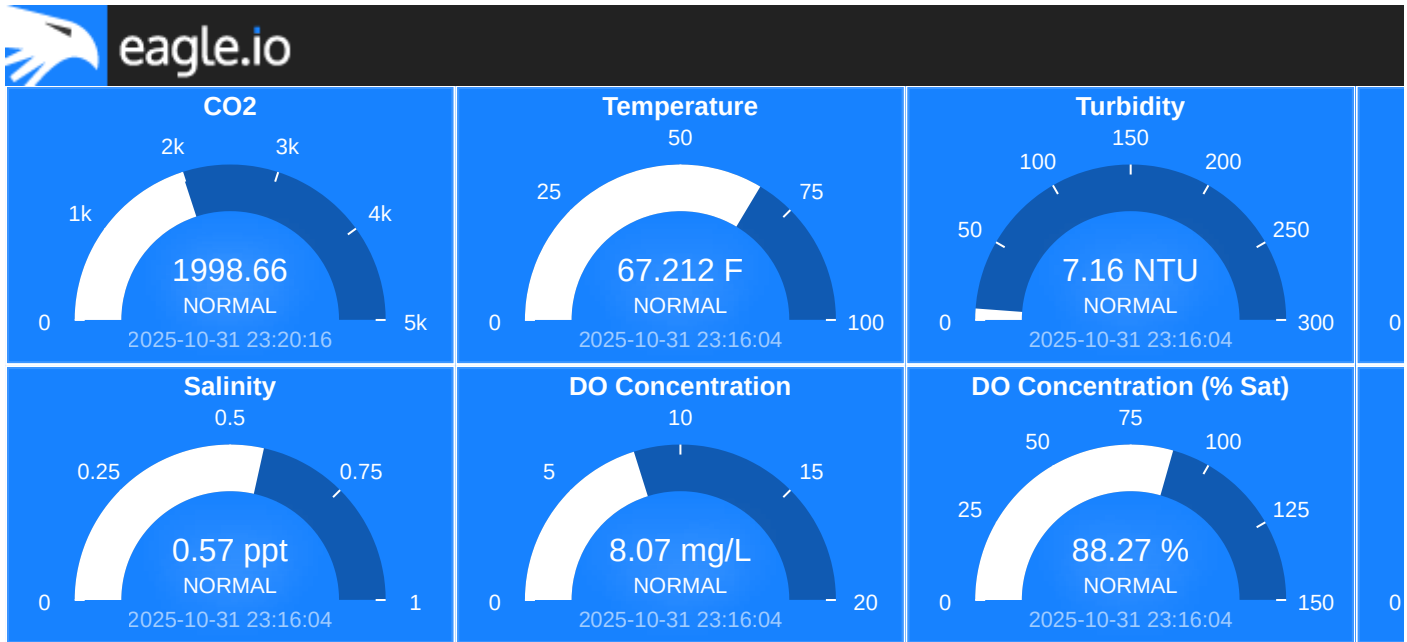 eagle.io
CO2
2k 3k
1k 4k
1998.66
NORMAL
0 5k
2025-10-31 23:20:16
Temperature
50
25 75
67.212 F
NORMAL
0 100
2025-10-31 23:16:04
Turbidity
150
100 200
50 250
7.16 NTU
NORMAL
0 300
2025-10-31 23:16:04
0
Salinity
0.5
0.25 0.75
0.57 ppt
NORMAL
0 1
2025-10-31 23:16:04
DO Concentration
10
5 15
8.07 mg/L
NORMAL
0 20
2025-10-31 23:16:04
DO Concentration (% Sat)
75
50 100
25 125
88.27 %
NORMAL
0 150
2025-10-31 23:16:04
0